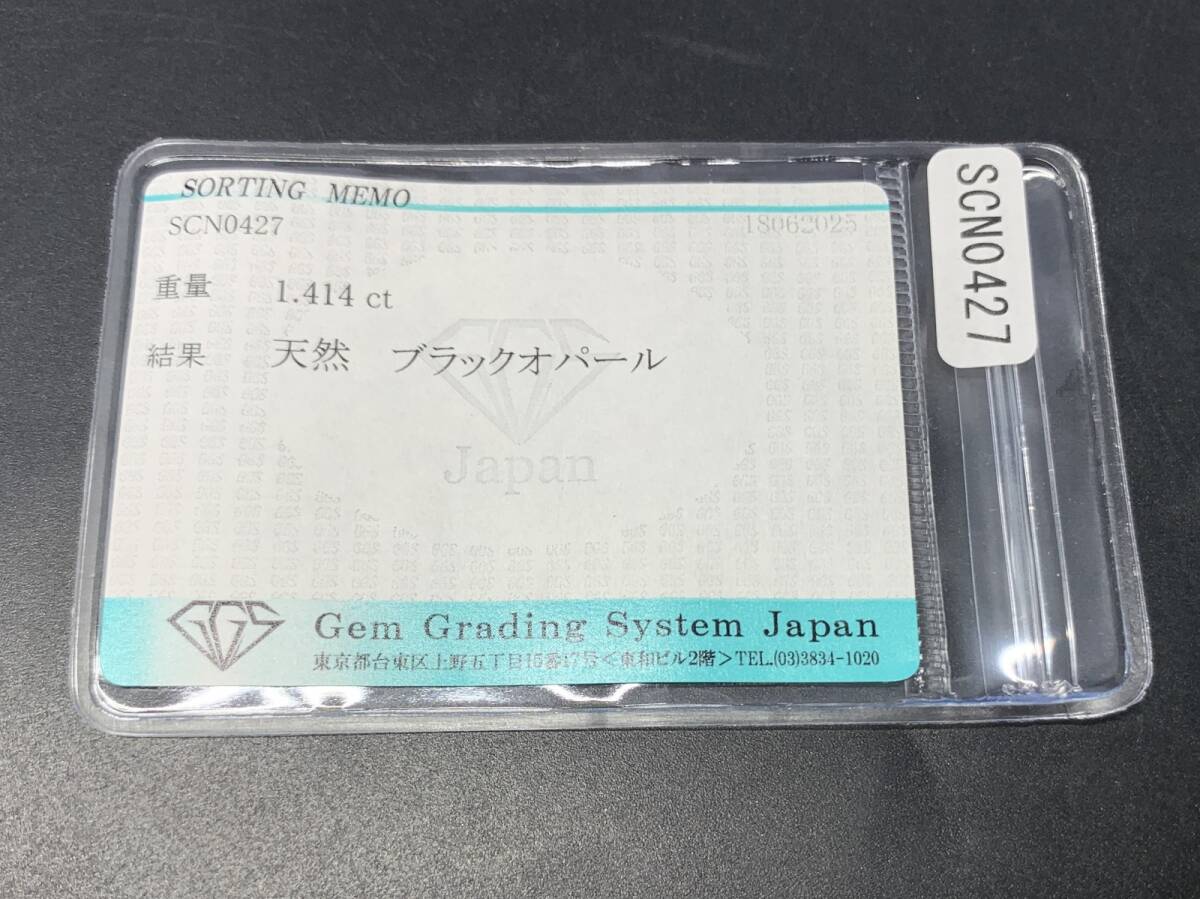 SORTING MEMO
SCN0427 18062025
重量 1.414 ct
結果 天然 ブラックオパール
GGS
Japan
GGS Gem Grading System Japan
東京都台東区上野五丁目15番17号<東和ビル2階>TEL.(03)3834-1020
SCN0427